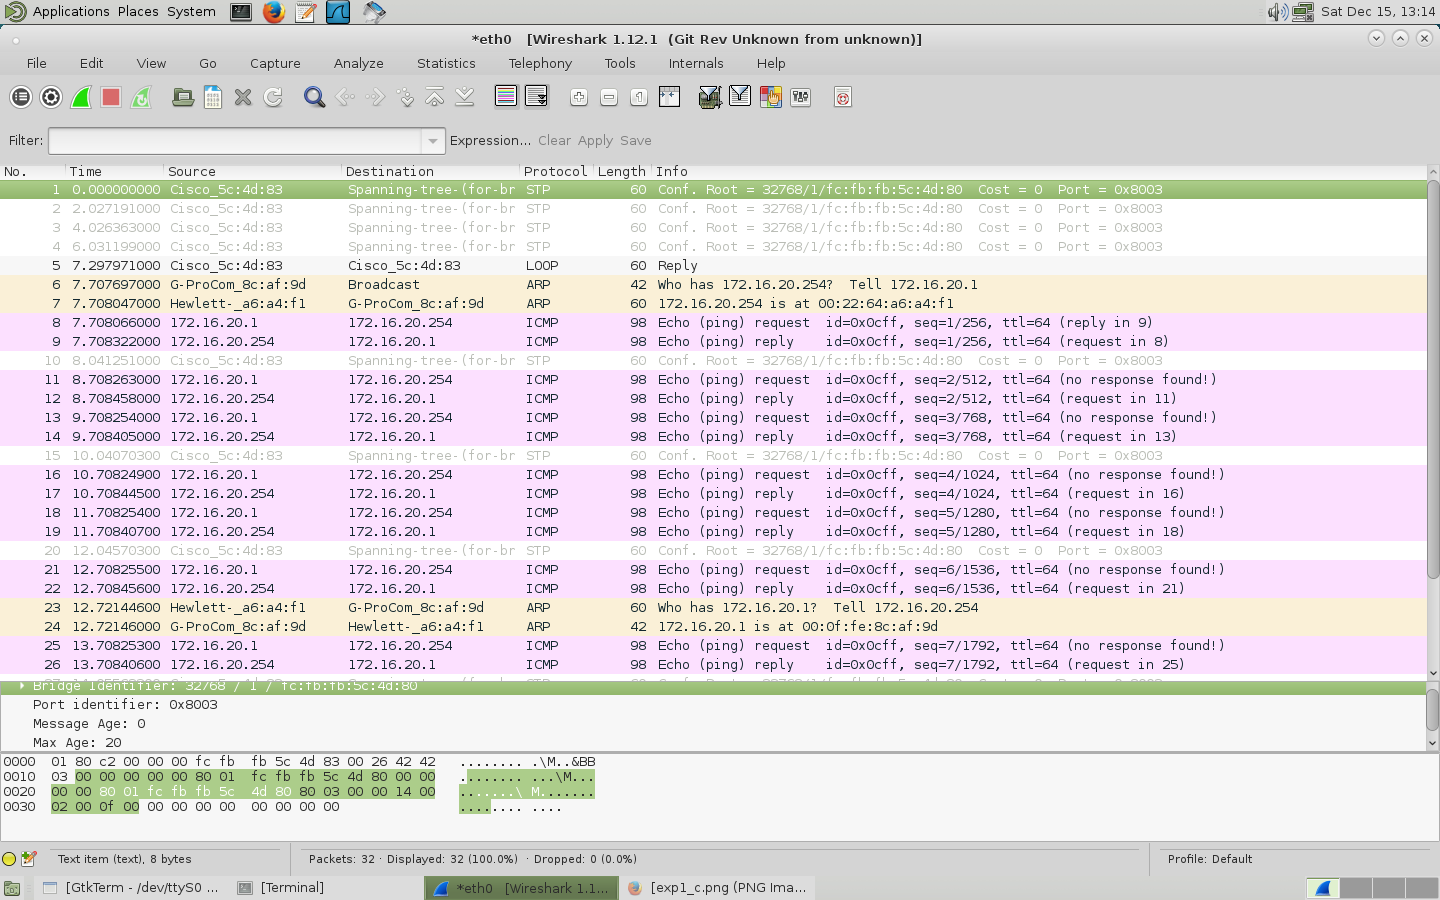 Applications Places System Sat Dec 15, 13:14
*eth0 [Wireshark 1.12.1 (Git Rev Unknown from unknown)]
File Edit View Go Capture Analyze Statistics Telephony Tools Internals Help
Filter: Expression... Clear Apply Save
No. Time Source Destination Protocol Length Info
1 0.000000000 Cisco_5c:4d:83 Spanning-tree-(for-br STP 60 Conf. Root = 32768/1/fc:fb:fb:5c:4d:80 Cost = 0 Port = 0x8003
2 2.027191000 Cisco_5c:4d:83 Spanning-tree-(for-br STP 60 Conf. Root = 32768/1/fc:fb:fb:5c:4d:80 Cost = 0 Port = 0x8003
3 4.026363000 Cisco_5c:4d:83 Spanning-tree-(for-br STP 60 Conf. Root = 32768/1/fc:fb:fb:5c:4d:80 Cost = 0 Port = 0x8003
4 6.031199000 Cisco_5c:4d:83 Spanning-tree-(for-br STP 60 Conf. Root = 32768/1/fc:fb:fb:5c:4d:80 Cost = 0 Port = 0x8003
5 7.297971000 Cisco_5c:4d:83 Cisco_5c:4d:83 LOOP 60 Reply
6 7.707697000 G-ProCom_8c:af:9d Broadcast ARP 42 Who has 172.16.20.254? Tell 172.16.20.1
7 7.708047000 Hewlett-_a6:a4:f1 G-ProCom_8c:af:9d ARP 60 172.16.20.254 is at 00:22:64:a6:a4:f1
8 7.708066000 172.16.20.1 172.16.20.254 ICMP 98 Echo (ping) request id=0x0cff, seq=1/256, ttl=64 (reply in 9)
9 7.708322000 172.16.20.254 172.16.20.1 ICMP 98 Echo (ping) reply id=0x0cff, seq=1/256, ttl=64 (request in 8)
10 8.041251000 Cisco_5c:4d:83 Spanning-tree-(for-br STP 60 Conf. Root = 32768/1/fc:fb:fb:5c:4d:80 Cost = 0 Port = 0x8003
11 8.708263000 172.16.20.1 172.16.20.254 ICMP 98 Echo (ping) request id=0x0cff, seq=2/512, ttl=64 (no response found!)
12 8.708458000 172.16.20.254 172.16.20.1 ICMP 98 Echo (ping) reply id=0x0cff, seq=2/512, ttl=64 (request in 11)
13 9.708254000 172.16.20.1 172.16.20.254 ICMP 98 Echo (ping) request id=0x0cff, seq=3/768, ttl=64 (no response found!)
14 9.708405000 172.16.20.254 172.16.20.1 ICMP 98 Echo (ping) reply id=0x0cff, seq=3/768, ttl=64 (request in 13)
15 10.04070300 Cisco_5c:4d:83 Spanning-tree-(for-br STP 60 Conf. Root = 32768/1/fc:fb:fb:5c:4d:80 Cost = 0 Port = 0x8003
16 10.70824900 172.16.20.1 172.16.20.254 ICMP 98 Echo (ping) request id=0x0cff, seq=4/1024, ttl=64 (no response found!)
17 10.70844500 172.16.20.254 172.16.20.1 ICMP 98 Echo (ping) reply id=0x0cff, seq=4/1024, ttl=64 (request in 16)
18 11.70825400 172.16.20.1 172.16.20.254 ICMP 98 Echo (ping) request id=0x0cff, seq=5/1280, ttl=64 (no response found!)
19 11.70840700 172.16.20.254 172.16.20.1 ICMP 98 Echo (ping) reply id=0x0cff, seq=5/1280, ttl=64 (request in 18)
20 12.04570300 Cisco_5c:4d:83 Spanning-tree-(for-br STP 60 Conf. Root = 32768/1/fc:fb:fb:5c:4d:80 Cost = 0 Port = 0x8003
21 12.70825500 172.16.20.1 172.16.20.254 ICMP 98 Echo (ping) request id=0x0cff, seq=6/1536, ttl=64 (no response found!)
22 12.70845600 172.16.20.254 172.16.20.1 ICMP 98 Echo (ping) reply id=0x0cff, seq=6/1536, ttl=64 (request in 21)
23 12.72144600 Hewlett-_a6:a4:f1 G-ProCom_8c:af:9d ARP 60 Who has 172.16.20.1? Tell 172.16.20.254
24 12.72146000 G-ProCom_8c:af:9d Hewlett-_a6:a4:f1 ARP 42 172.16.20.1 is at 00:0f:fe:8c:af:9d
25 13.70825300 172.16.20.1 172.16.20.254 ICMP 98 Echo (ping) request id=0x0cff, seq=7/1792, ttl=64 (no response found!)
26 13.70840600 172.16.20.254 172.16.20.1 ICMP 98 Echo (ping) reply id=0x0cff, seq=7/1792, ttl=64 (request in 25)
Bridge Identifier: 32768 / 1 / fc:fb:fb:5c:4d:80
Port identifier: 0x8003
Message Age: 0
Max Age: 20
0000 01 80 c2 00 00 00 fc fb fb 5c 4d 83 00 26 42 42 ........ .\M..&BB
0010 03 00 00 00 00 00 80 01 fc fb fb 5c 4d 80 00 00 ........ ...\M...
0020 00 00 80 01 fc fb fb 5c 4d 80 80 03 00 00 14 00 .......\ M.......
0030 02 00 0f 00 00 00 00 00 00 00 00 00 ........ ....
Text item (text), 8 bytes Packets: 32 · Displayed: 32 (100.0%) · Dropped: 0 (0.0%) Profile: Default
[GtkTerm - /dev/ttyS0 ... [Terminal] *eth0 [Wireshark 1.1... [exp1_c.png (PNG Ima...